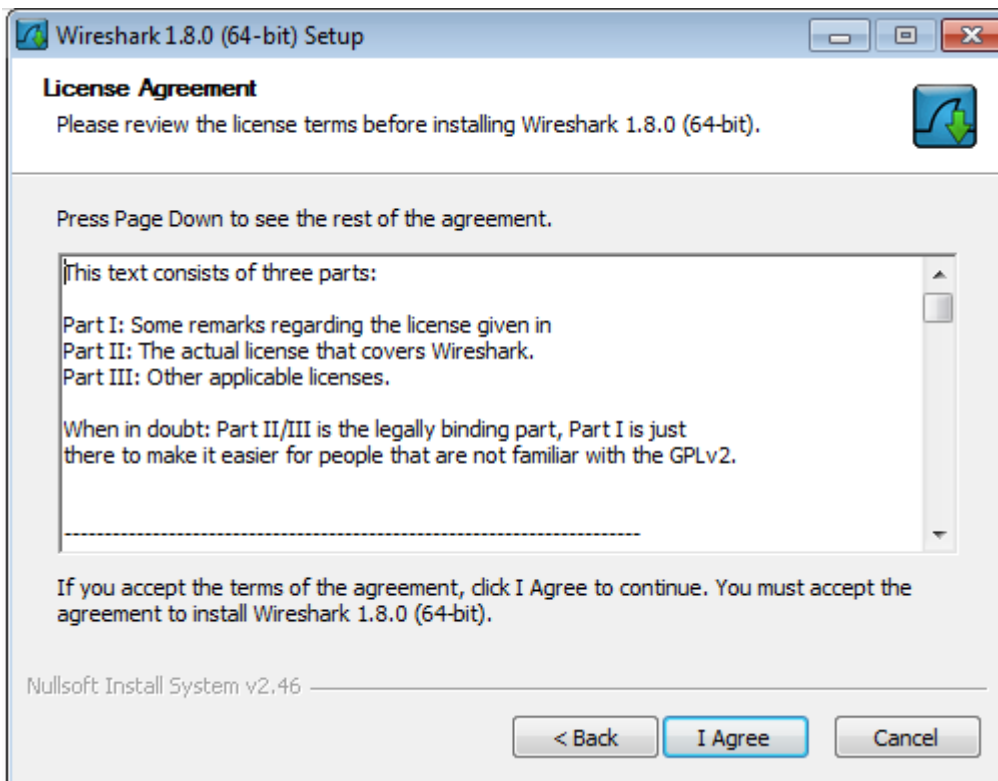 Wireshark 1.8.0 (64-bit) Setup
License Agreement
Please review the license terms before installing Wireshark 1.8.0 (64-bit).
Press Page Down to see the rest of the agreement.
This text consists of three parts:
Part I: Some remarks regarding the license given in
Part II: The actual license that covers Wireshark.
Part III: Other applicable licenses.
When in doubt: Part II/III is the legally binding part, Part I is just
there to make it easier for people that are not familiar with the GPLv2.
------------------------------------------------------------------------
If you accept the terms of the agreement, click I Agree to continue. You must accept the
agreement to install Wireshark 1.8.0 (64-bit).
Nullsoft Install System v2.46
< Back
I Agree
Cancel